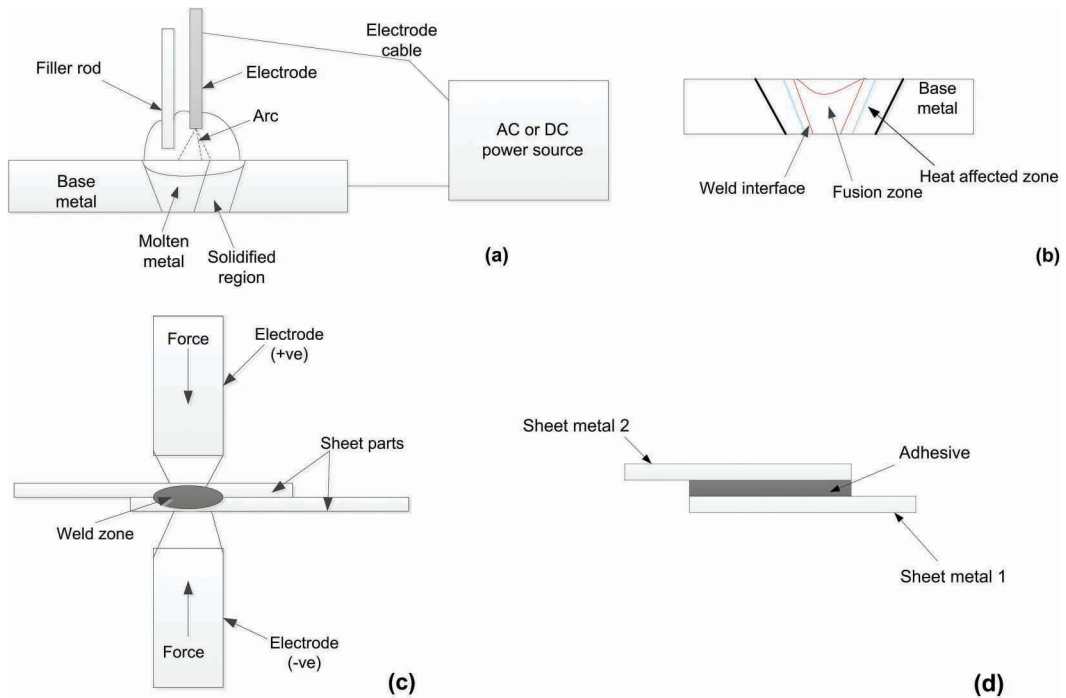 Filler rod
Electrode
cable
Electrode
Arc
AC or DC
power source
Base
metal
Molten
metal
Solidified
region
(a)
Base
metal
Weld interface
Fusion zone
Heat affected zone
(b)
Force
Electrode
(+ve)
Sheet parts
Weld zone
Force
Electrode
(-ve)
(c)
Sheet metal 2
Adhesive
Sheet metal 1
(d)